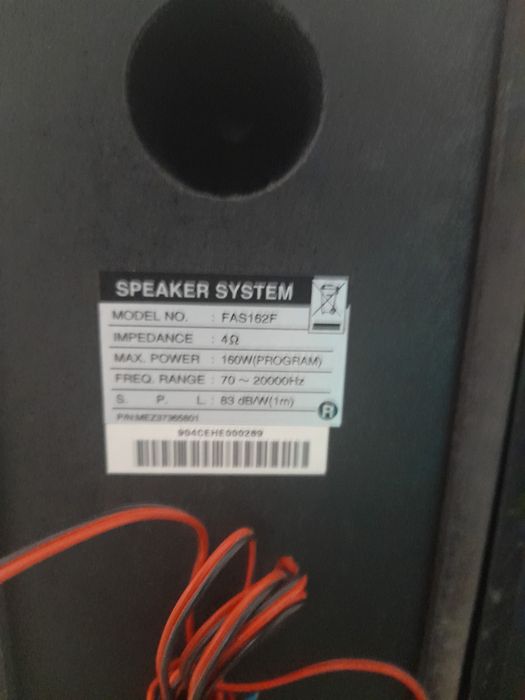 SPEAKER SYSTEM
MODEL NO. : FAS162F
IMPEDANCE : 4Ω
MAX. POWER : 160W(PROGRAM)
FREQ. RANGE : 70 ~ 20000Hz
S. P. L. : 83 dB/W(1m)
P/N:MEZ37365801
R
904CEHE000289